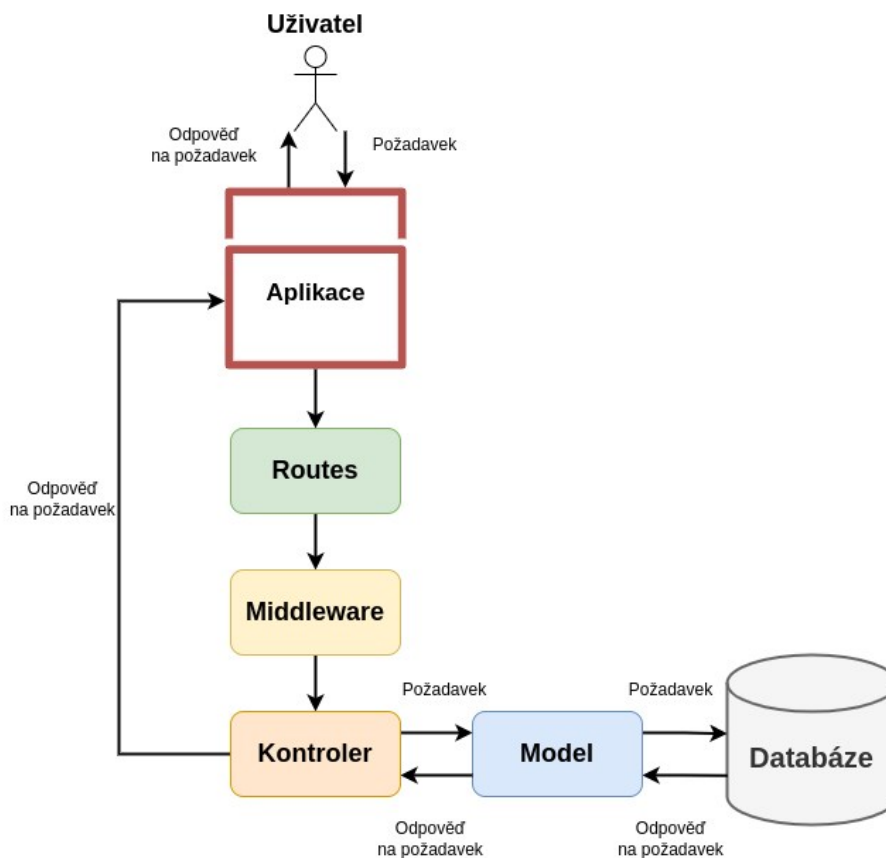 Uživatel
Odpověď
na požadavek
Požadavek
Aplikace
Routes
Odpověď
na požadavek
Middleware
Požadavek
Požadavek
Kontroler
Model
Databáze
Odpověď
na požadavek
Odpověď
na požadavek